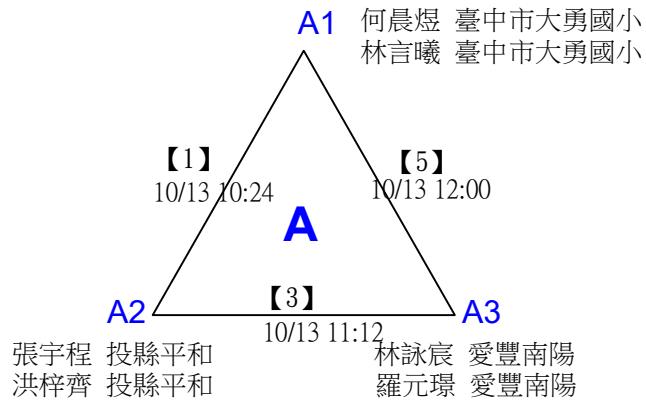 A1
何晨煜 臺中市大勇國小
林言曦 臺中市大勇國小
【1】
10/13 10:24
【5】
10/13 12:00
A
A2
【3】
10/13 11:12
A3
張宇程 投縣平和
洪梓齊 投縣平和
林詠宸 愛豐南陽
羅元璟 愛豐南陽